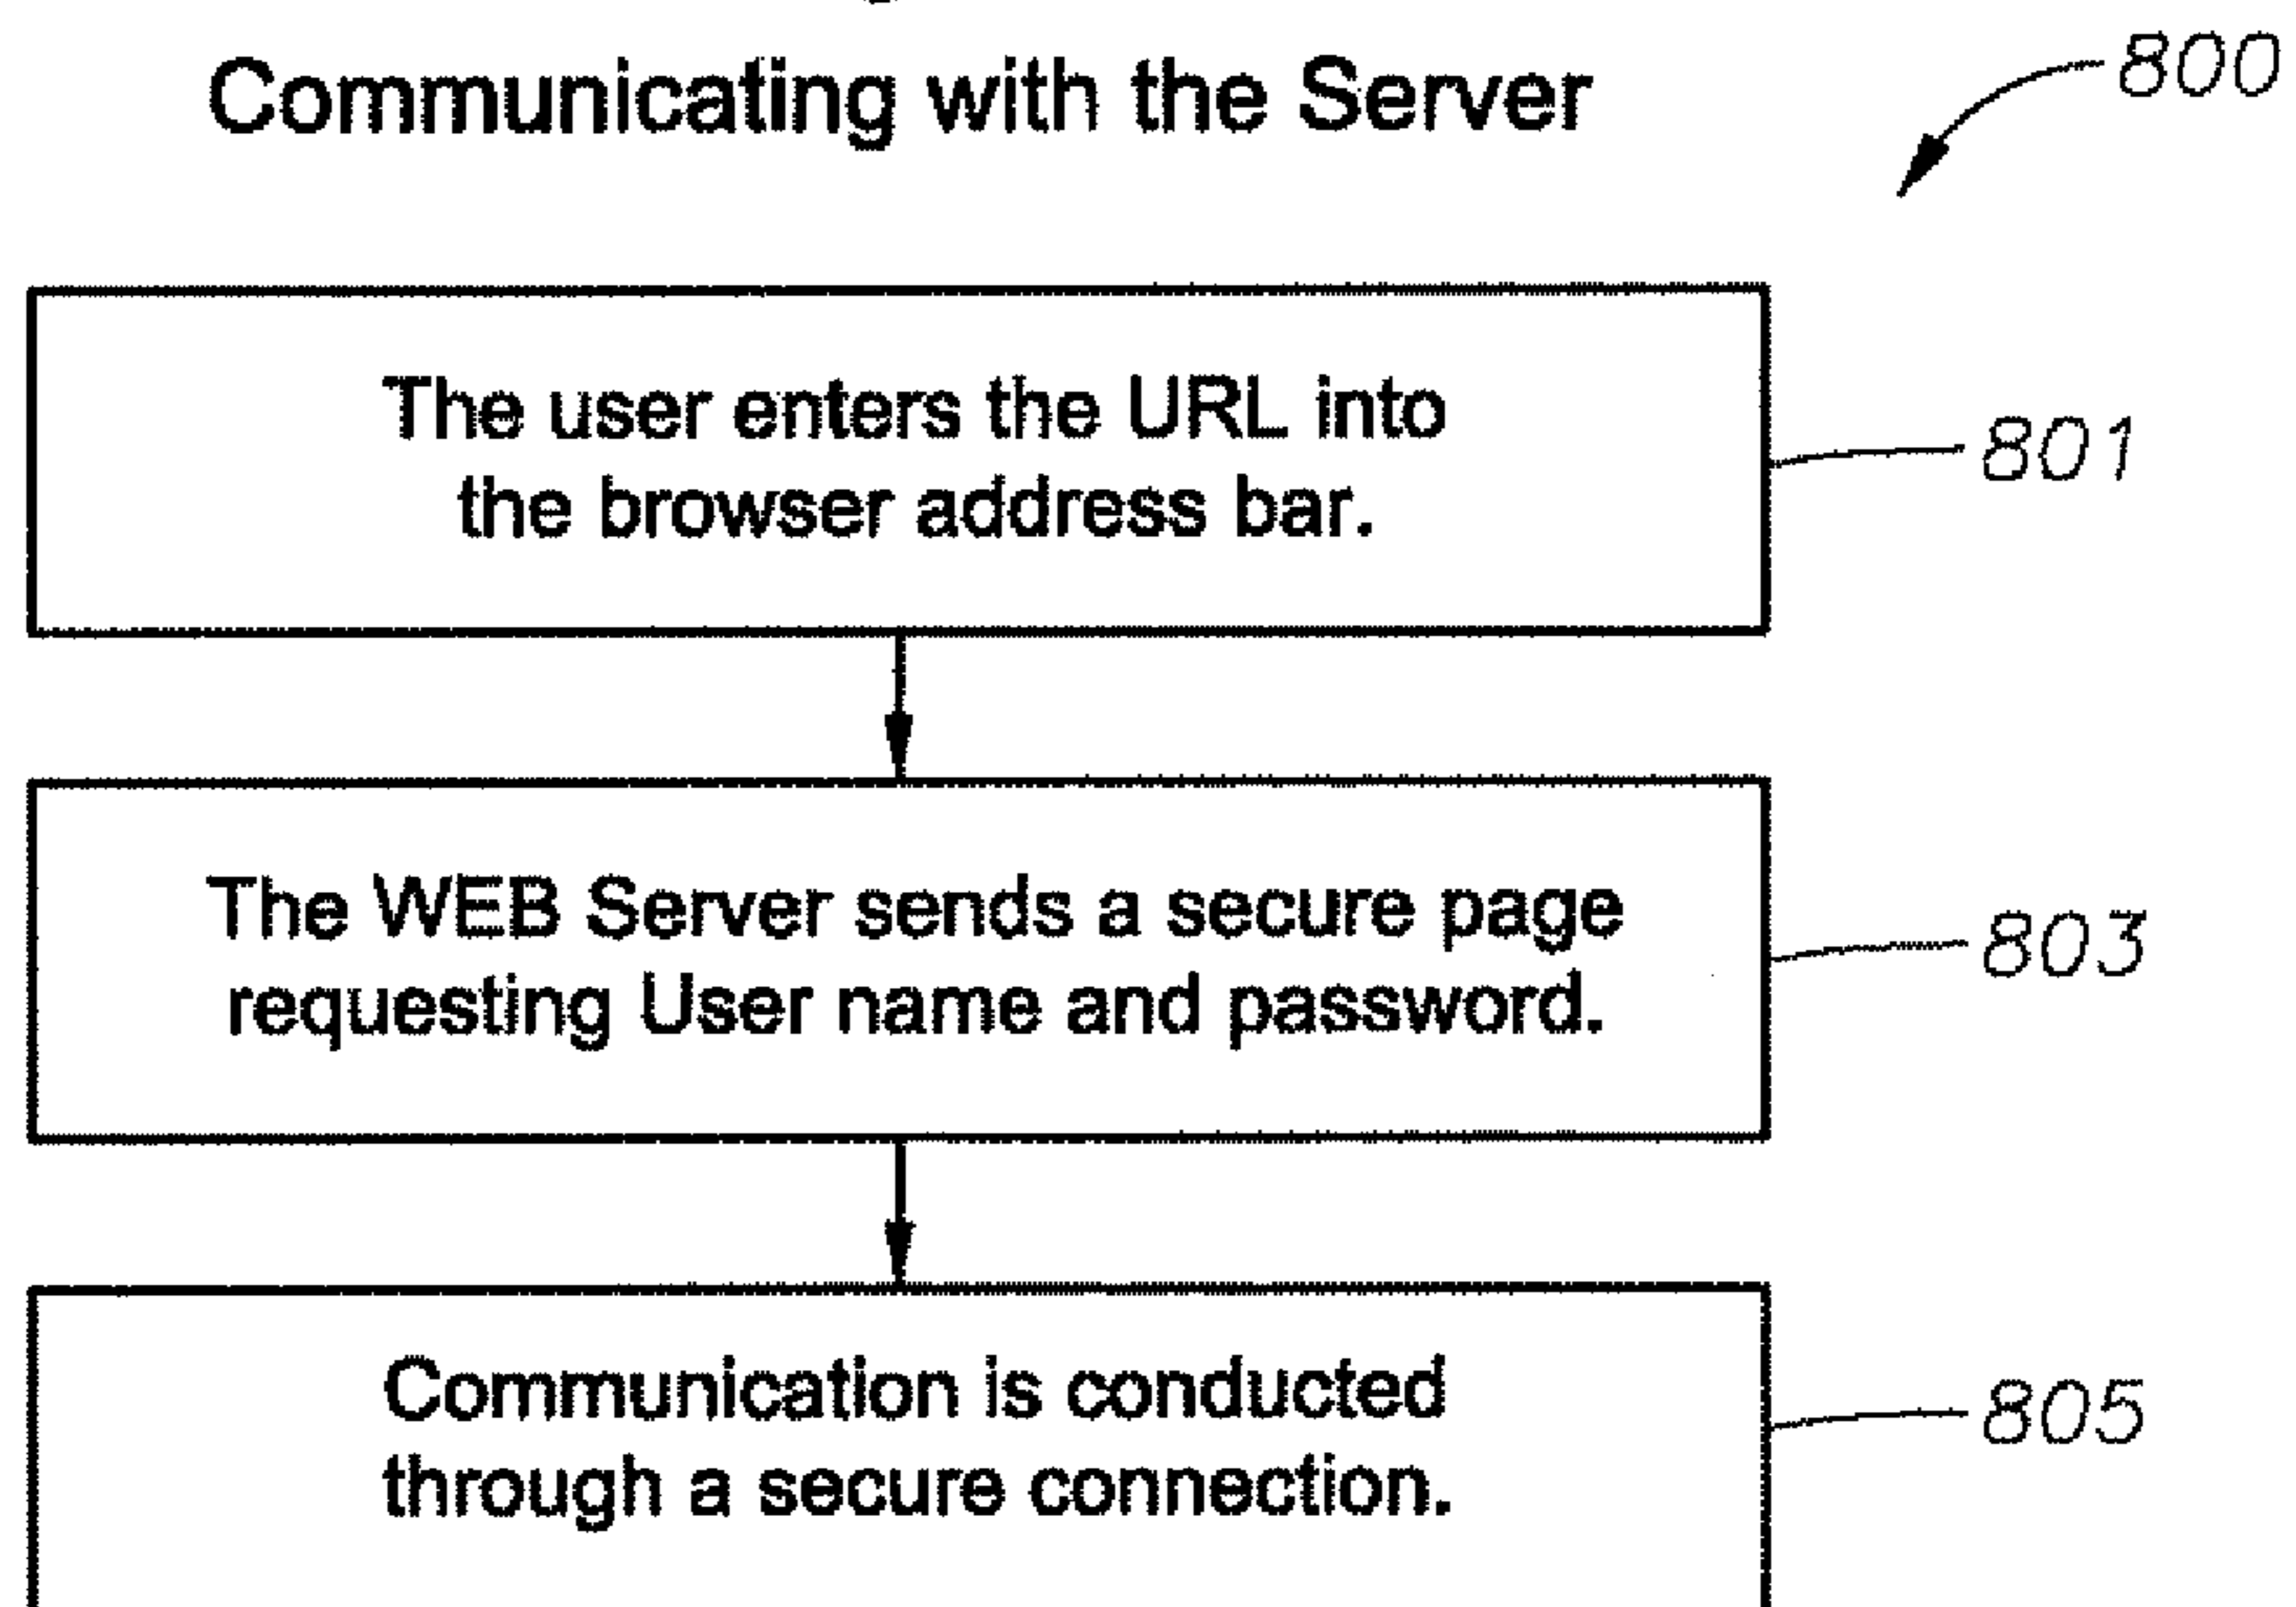 Communicating with the Server
800
The user enters the URL into
the browser address bar.
801
The WEB Server sends a secure page
requesting User name and password.
803
Communication is conducted
through a secure connection.
805